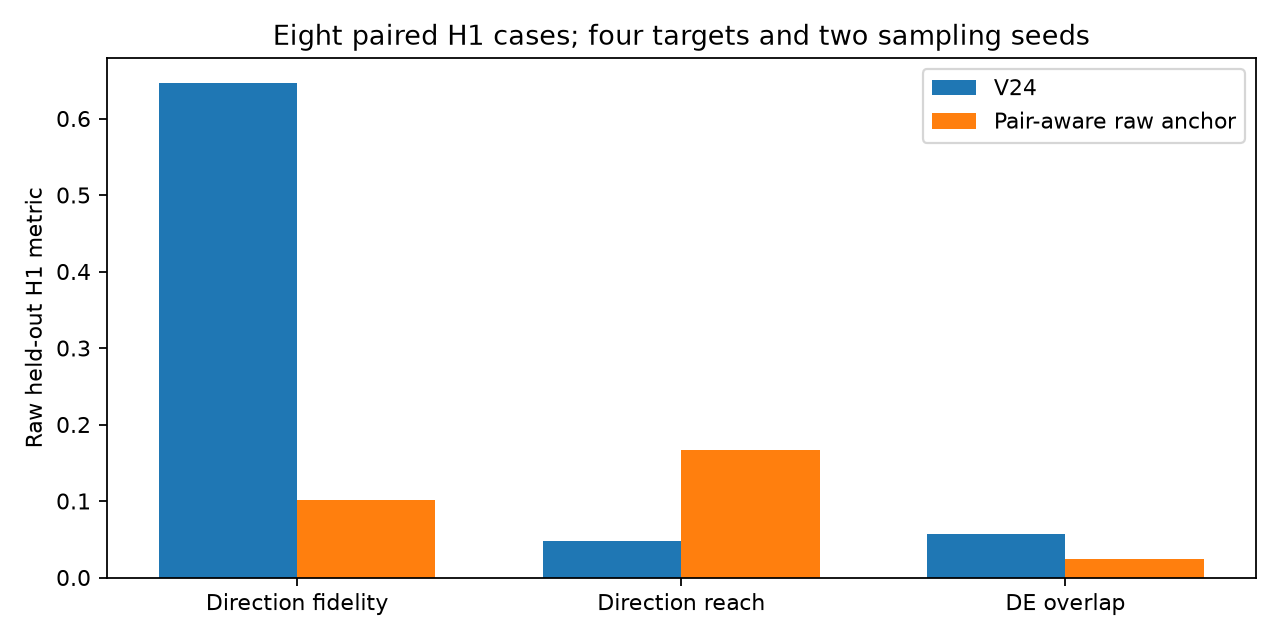 Eight paired H1 cases; four targets and two sampling seeds
V24
Pair-aware raw anchor
Raw held-out H1 metric
0.6
0.5
0.4
0.3
0.2
0.1
0.0
Direction fidelity
Direction reach
DE overlap